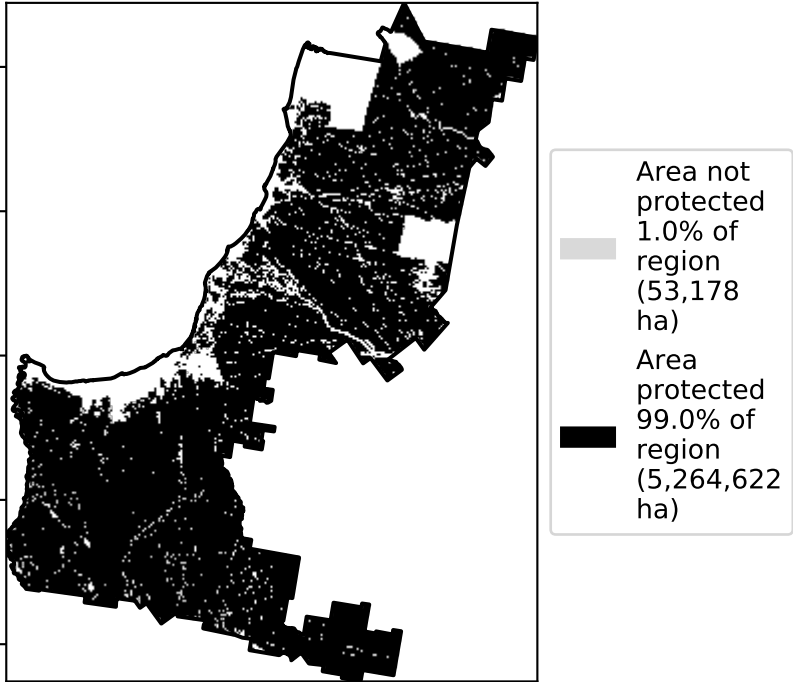 Area not
protected
1.0% of
region
(53,178
ha)
Area
protected
99.0% of
region
(5,264,622
ha)